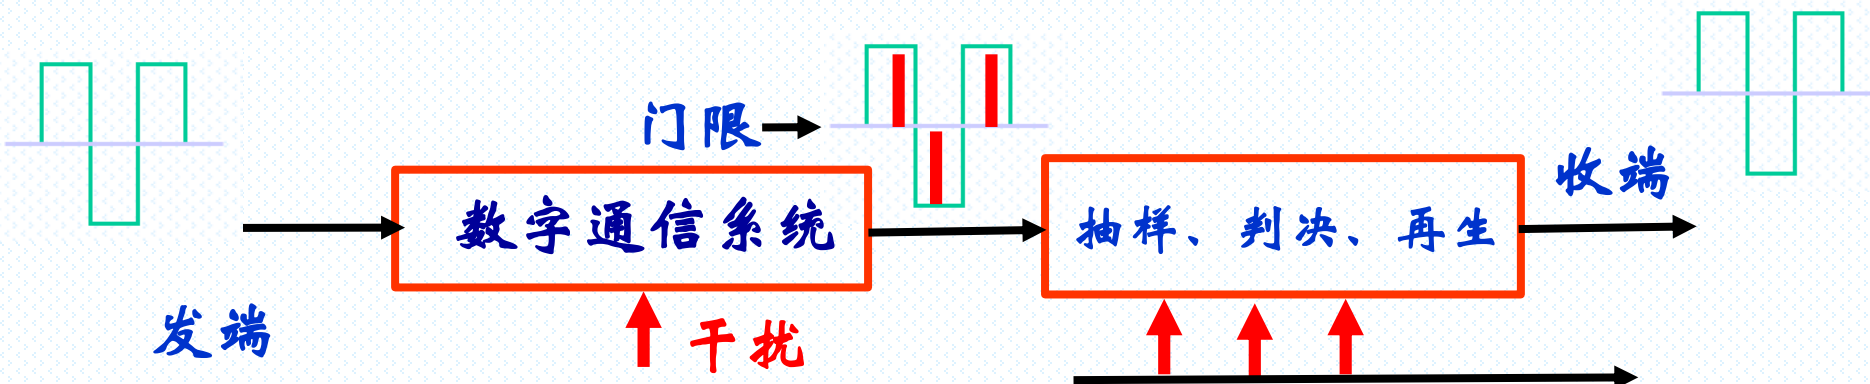 门限
收端
数字通信系统
抽样、判决、再生
发端
干扰